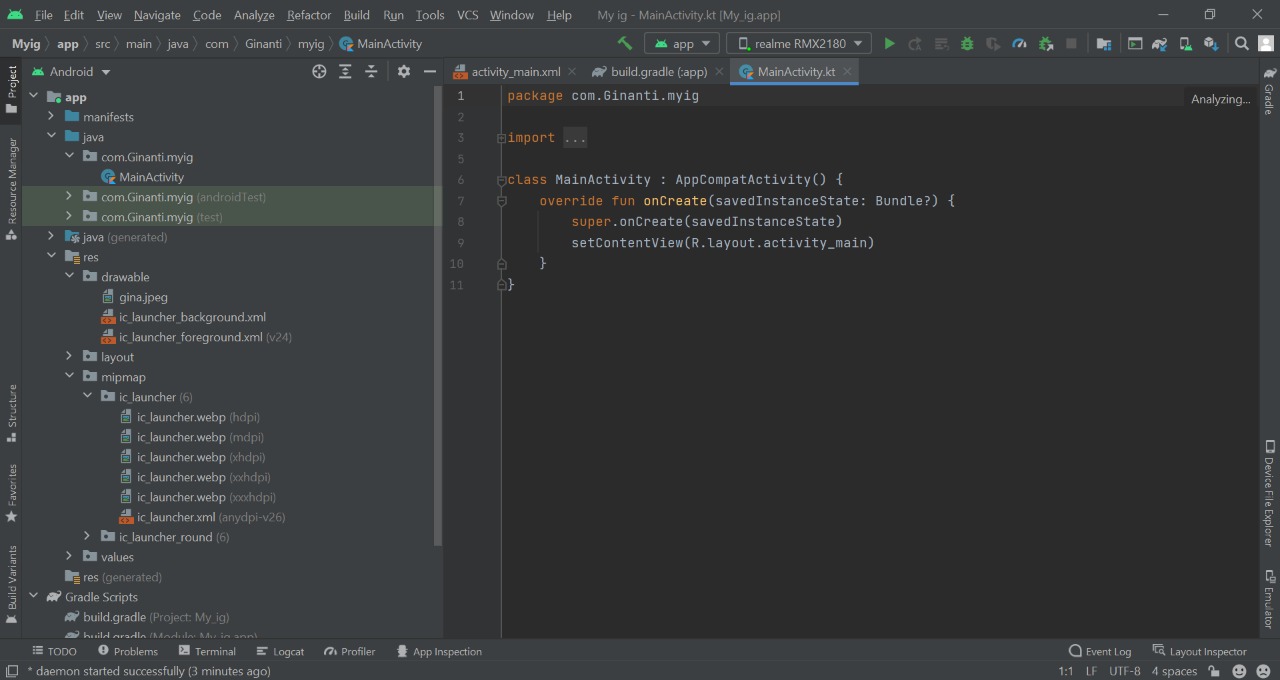 File Edit View Navigate Code Analyze Refactor Build Run Tools VCS Window Help My ig - MainActivity.kt [My_ig.app]
Myig app src main java com Ginanti myig MainActivity app realme RMX2180
Android
activity_main.xml build.gradle (:app) MainActivity.kt
Project
Resource Manager
Structure
Favorites
Build Variants
app
manifests
java
com.Ginanti.myig
MainActivity
com.Ginanti.myig (androidTest)
com.Ginanti.myig (test)
java (generated)
res
drawable
gina.jpeg
ic_launcher_background.xml
ic_launcher_foreground.xml (v24)
layout
mipmap
ic_launcher (6)
ic_launcher.webp (hdpi)
ic_launcher.webp (mdpi)
ic_launcher.webp (xhdpi)
ic_launcher.webp (xxhdpi)
ic_launcher.webp (xxxhdpi)
ic_launcher.xml (anydpi-v26)
ic_launcher_round (6)
values
res (generated)
Gradle Scripts
build.gradle (Project: My_ig)
build.gradle (Module: My_ig.app)
1 package com.Ginanti.myig
2
3 import ...
5
6 class MainActivity : AppCompatActivity() {
7 override fun onCreate(savedInstanceState: Bundle?) {
8 super.onCreate(savedInstanceState)
9 setContentView(R.layout.activity_main)
10 }
11 }
Analyzing...
Gradle
Device File Explorer
Emulator
TODO Problems Terminal Logcat Profiler App Inspection Event Log Layout Inspector
* daemon started successfully (3 minutes ago) 1:1 LF UTF-8 4 spaces